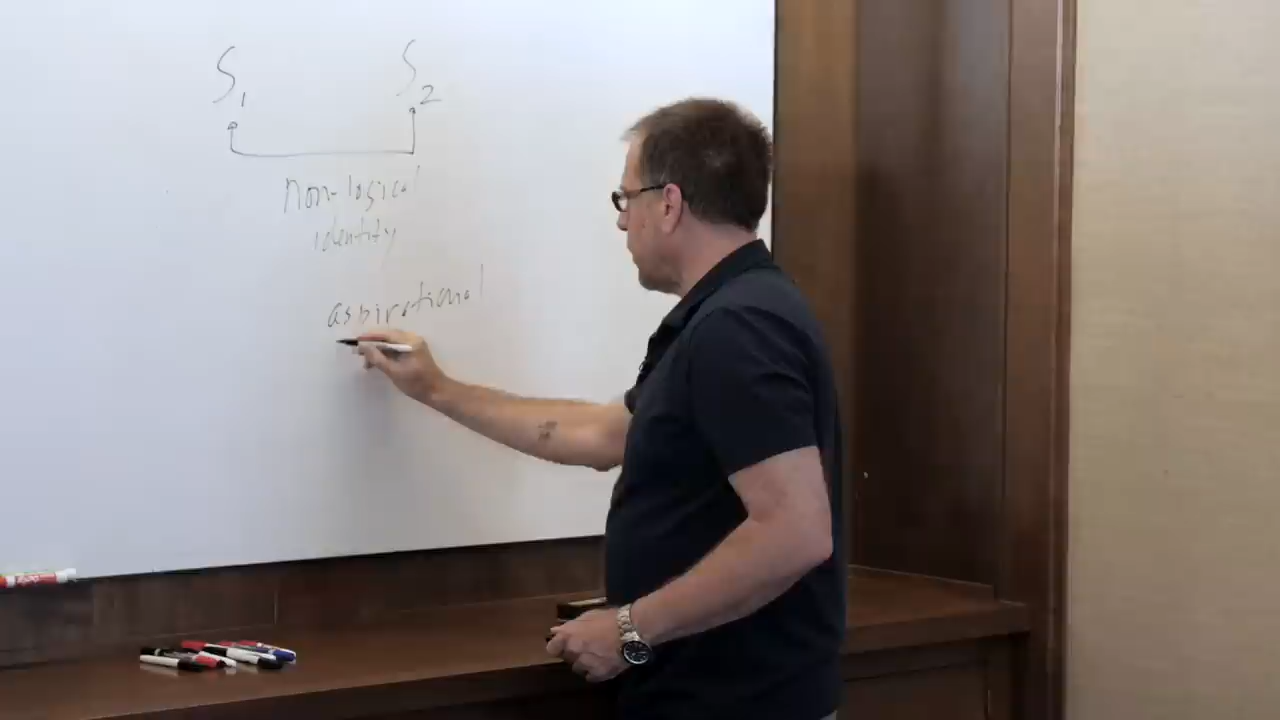 S1 S2
non-logical
identity
aspirational